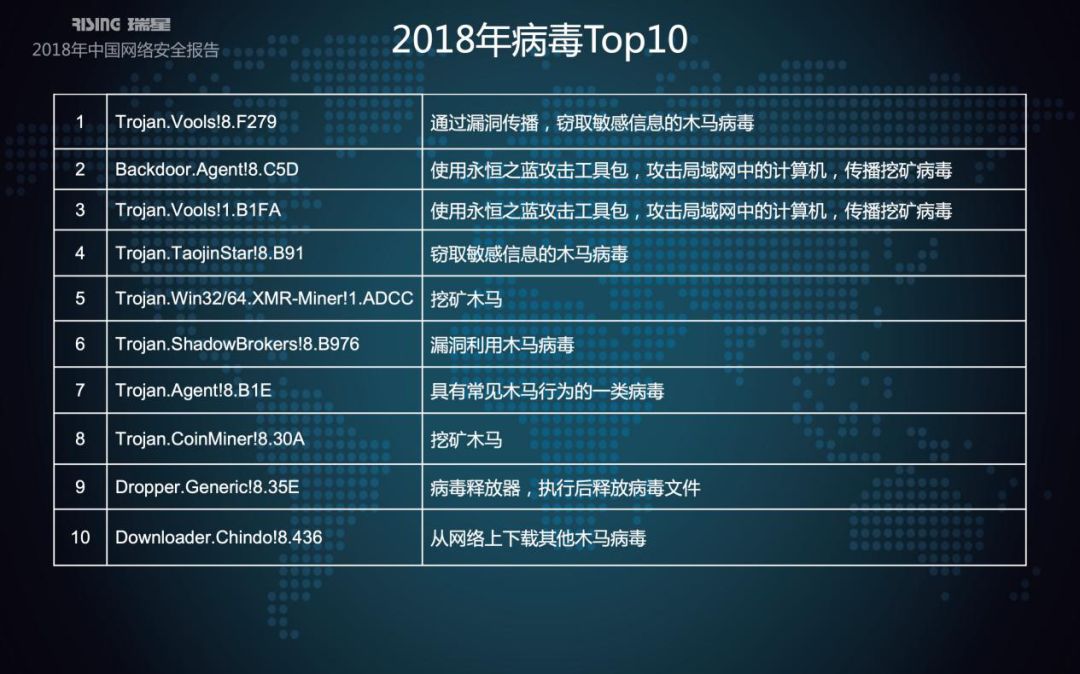 RISING 瑞星
2018年中国网络安全报告
2018年病毒Top10
1 Trojan.Vools!8.F279 通过漏洞传播，窃取敏感信息的木马病毒
2 Backdoor.Agent!8.C5D 使用永恒之蓝攻击工具包，攻击局域网中的计算机，传播挖矿病毒
3 Trojan.Vools!1.B1FA 使用永恒之蓝攻击工具包，攻击局域网中的计算机，传播挖矿病毒
4 Trojan.TaojinStar!8.B91 窃取敏感信息的木马病毒
5 Trojan.Win32/64.XMR-Miner!1.ADCC 挖矿木马
6 Trojan.ShadowBrokers!8.B976 漏洞利用木马病毒
7 Trojan.Agent!8.B1E 具有常见木马行为的一类病毒
8 Trojan.CoinMiner!8.30A 挖矿木马
9 Dropper.Generic!8.35E 病毒释放器，执行后释放病毒文件
10 Downloader.Chindo!8.436 从网络上下载其他木马病毒